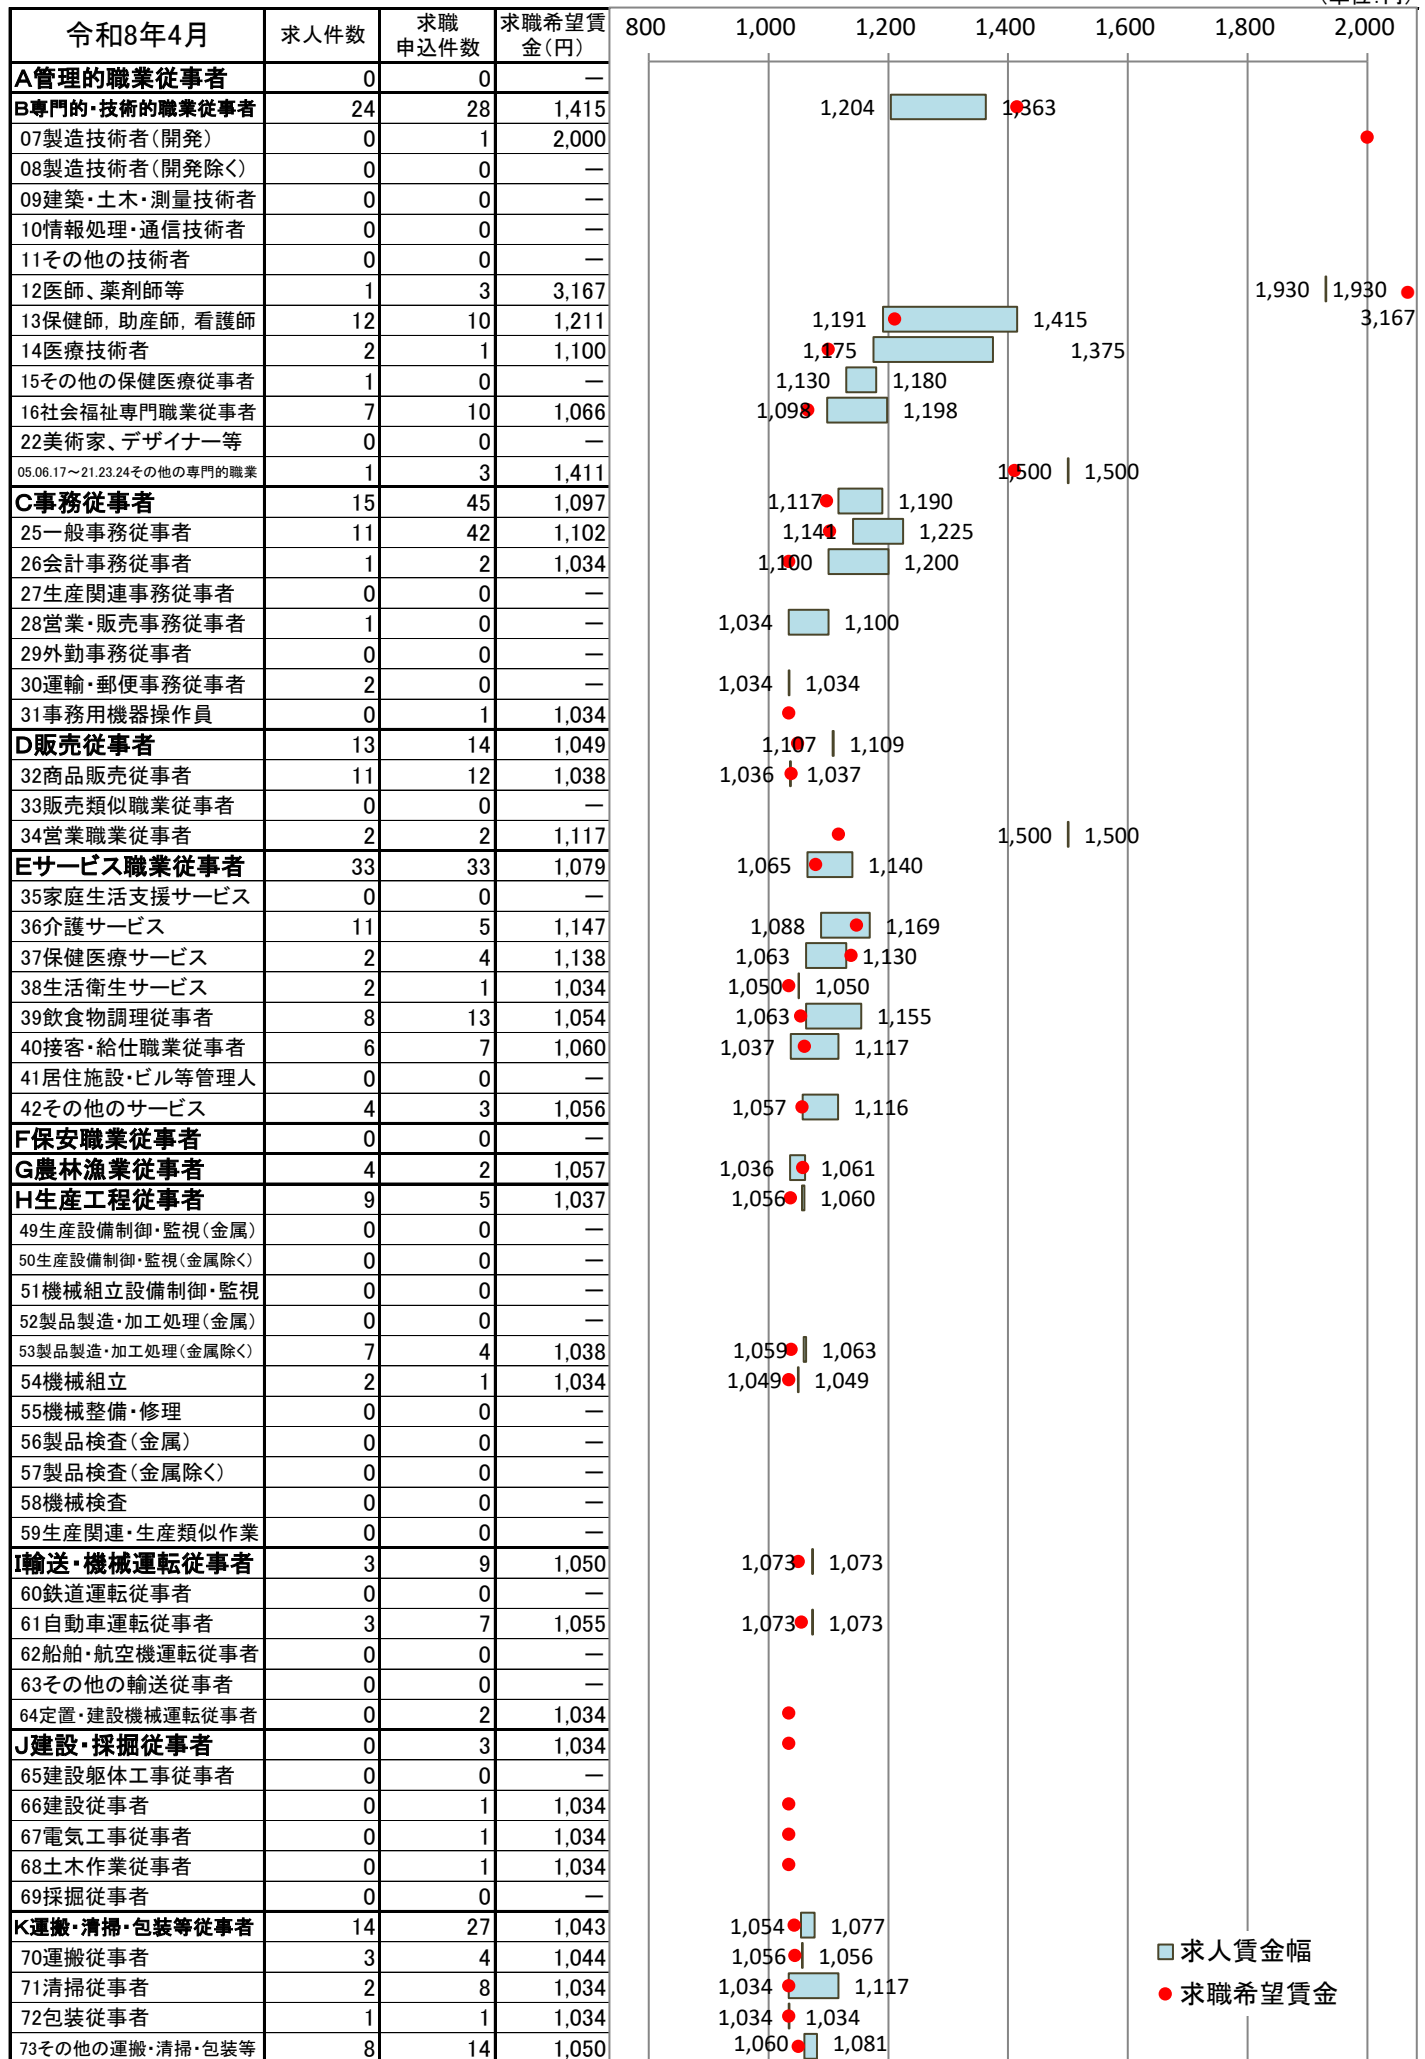 (単位:円)
令和8年4月 求人件数 求職申込件数 求職希望賃金(円) 800 1,000 1,200 1,400 1,600 1,800 2,000
A管理的職業従事者 0 0 ―
B専門的・技術的職業従事者 24 28 1,415 1,204 1,363
07製造技術者(開発) 0 1 2,000
08製造技術者(開発除く) 0 0 ―
09建築・土木・測量技術者 0 0 ―
10情報処理・通信技術者 0 0 ―
11その他の技術者 0 0 ―
12医師、薬剤師等 1 3 3,167 1,930 1,930 3,167
13保健師,助産師,看護師 12 10 1,211 1,191 1,415
14医療技術者 2 1 1,100 1,175 1,375
15その他の保健医療従事者 1 0 ― 1,130 1,180
16社会福祉専門職業従事者 7 10 1,066 1,098 1,198
22美術家、デザイナー等 0 0 ―
05.06.17～21.23.24その他の専門的職業 1 3 1,411 1,500 1,500
C事務従事者 15 45 1,097 1,117 1,190
25一般事務従事者 11 42 1,102 1,141 1,225
26会計事務従事者 1 2 1,034 1,100 1,200
27生産関連事務従事者 0 0 ―
28営業・販売事務従事者 1 0 ― 1,034 1,100
29外勤事務従事者 0 0 ―
30運輸・郵便事務従事者 2 0 ― 1,034 1,034
31事務用機器操作員 0 1 1,034
D販売従事者 13 14 1,049 1,107 1,109
32商品販売従事者 11 12 1,038 1,036 1,037
33販売類似職業従事者 0 0 ―
34営業職業従事者 2 2 1,117 1,500 1,500
Eサービス職業従事者 33 33 1,079 1,065 1,140
35家庭生活支援サービス 0 0 ―
36介護サービス 11 5 1,147 1,088 1,169
37保健医療サービス 2 4 1,138 1,063 1,130
38生活衛生サービス 2 1 1,034 1,050 1,050
39飲食物調理従事者 8 13 1,054 1,063 1,155
40接客・給仕職業従事者 6 7 1,060 1,037 1,117
41居住施設・ビル等管理人 0 0 ―
42その他のサービス 4 3 1,056 1,057 1,116
F保安職業従事者 0 0 ―
G農林漁業従事者 4 2 1,057 1,036 1,061
H生産工程従事者 9 5 1,037 1,056 1,060
49生産設備制御・監視(金属) 0 0 ―
50生産設備制御・監視(金属除く) 0 0 ―
51機械組立設備制御・監視 0 0 ―
52製品製造・加工処理(金属) 0 0 ―
53製品製造・加工処理(金属除く) 7 4 1,038 1,059 1,063
54機械組立 2 1 1,034 1,049 1,049
55機械整備・修理 0 0 ―
56製品検査(金属) 0 0 ―
57製品検査(金属除く) 0 0 ―
58機械検査 0 0 ―
59生産関連・生産類似作業 0 0 ―
I輸送・機械運転従事者 3 9 1,050 1,073 1,073
60鉄道運転従事者 0 0 ―
61自動車運転従事者 3 7 1,055 1,073 1,073
62船舶・航空機運転従事者 0 0 ―
63その他の輸送従事者 0 0 ―
64定置・建設機械運転従事者 0 2 1,034
J建設・採掘従事者 0 3 1,034
65建設躯体工事従事者 0 0 ―
66建設従事者 0 1 1,034
67電気工事従事者 0 1 1,034
68土木作業従事者 0 1 1,034
69採掘従事者 0 0 ―
K運搬・清掃・包装等従事者 14 27 1,043 1,054 1,077
70運搬従事者 3 4 1,044 1,056 1,056 求人賃金幅
71清掃従事者 2 8 1,034 1,034 1,117 求職希望賃金
72包装従事者 1 1 1,034 1,034 1,034
73その他の運搬・清掃・包装等 8 14 1,050 1,060 1,081